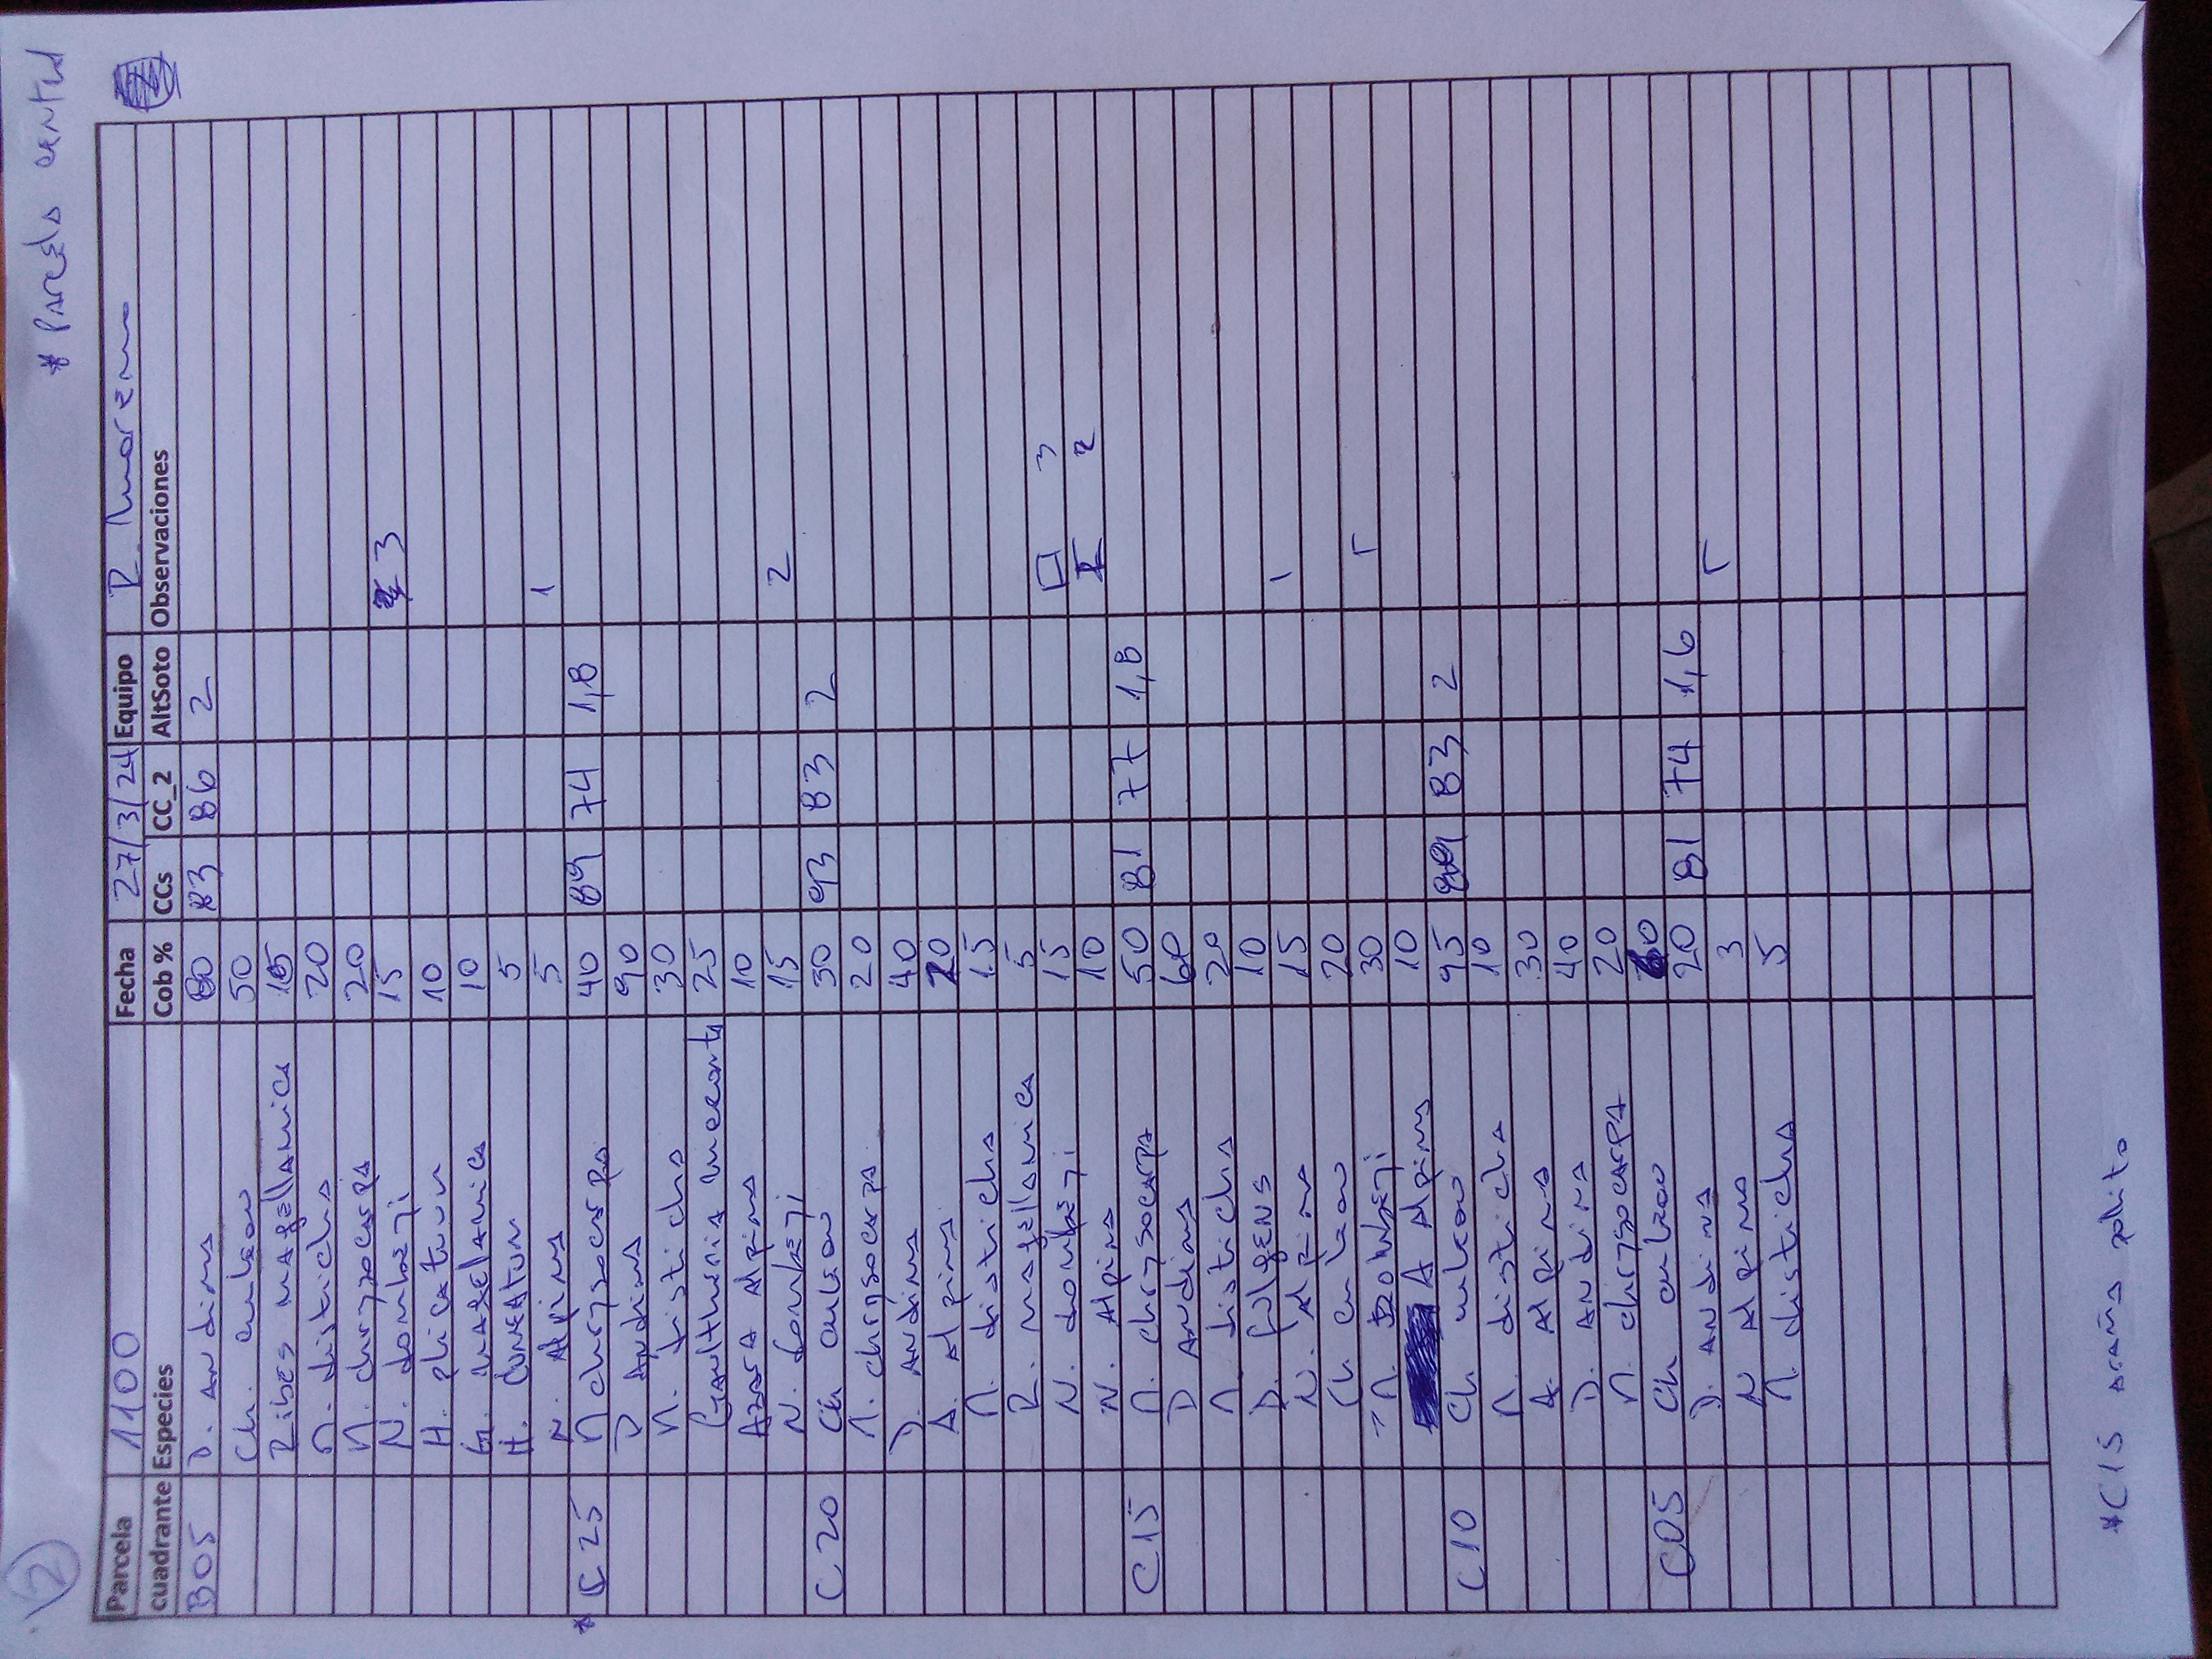 2
* Parcela central
Parcela 1100 Fecha 27/3/24 Equipo P. Moreno
cuadrante Especies Cob % CCs CC_2 AltSoto Observaciones
B05 D. Andina 80 83 86 2
Ch. culeou 50
Ribes magellanica 15
M. disticha 20
M. chrysocarpa 20
N. dombeyi 15 3
H. plicatum 10
G. magelanica 10
H. cuneatum 5
N. Alpina 5 1
* C25 M chrysocarpa 40 89 74 1,8
D Andina 90
M. disticha 30
Gaultheria mucronata 25
Azara Alpina 10
N. dombeyi 15 2
C20 Ch culeou 30 93 83 2
M. chrysocarpa 20
D. Andina 40
A. alpina 20
M disticha 15
R. magellanica 5
N. dombeyi 15 3
N. Alpina 10 2
C15 M. chrysocarpa 50 81 77 1,8
D Andina 60
M. disticha 20
D. fulgens 10
N. Alpina 15 1
Ch culeou 20
N. Dombeyi 30
A Alpina 10
C10 Ch culeou 95 89 83 2
M disticha 10
A. Alpina 30
D. Andina 40
M. chrysocarpa 20
C05 Ch culeou 60 81 74 1,6
D. Andina 20
N Alpina 3
M. disticha 5
*C15 araña pollito